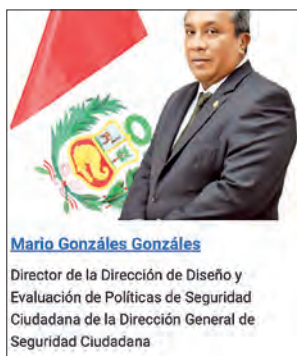 Mario Gonzáles Gonzáles
Director de la Dirección de Diseño y
Evaluación de Políticas de Seguridad
Ciudadana de la Dirección General de
Seguridad Ciudadana